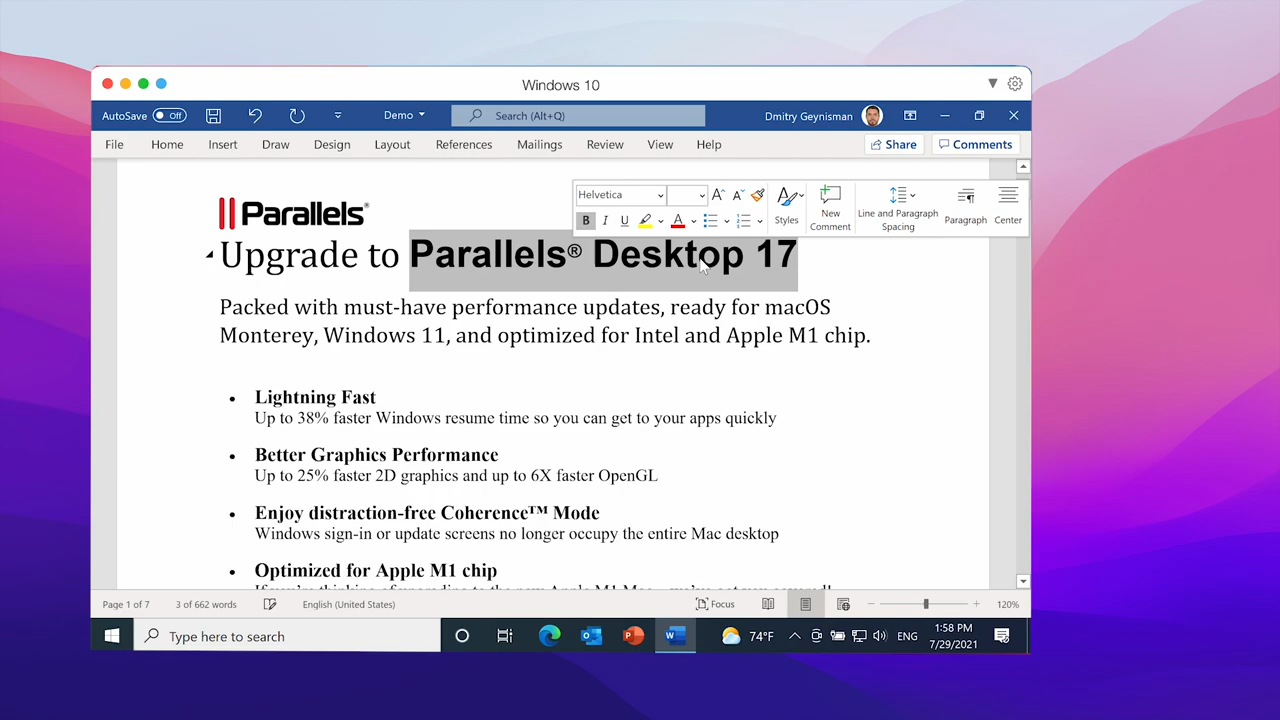 Windows 10
AutoSave Off Demo Search (Alt+Q) Dmitry Geynisman
File Home Insert Draw Design Layout References Mailings Review View Help Share Comments
Helvetica
B I U A Styles New Comment Line and Paragraph Spacing Paragraph Center
Parallels®
Upgrade to Parallels® Desktop 17
Packed with must-have performance updates, ready for macOS
Monterey, Windows 11, and optimized for Intel and Apple M1 chip.
• Lightning Fast
Up to 38% faster Windows resume time so you can get to your apps quickly
• Better Graphics Performance
Up to 25% faster 2D graphics and up to 6X faster OpenGL
• Enjoy distraction-free Coherence™ Mode
Windows sign-in or update screens no longer occupy the entire Mac desktop
• Optimized for Apple M1 chip
Page 1 of 7 3 of 662 words English (United States) Focus 120%
Type here to search 74°F ENG 1:58 PM
7/29/2021